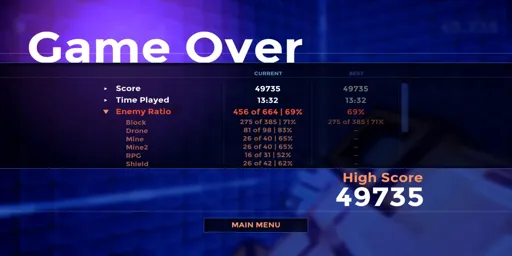 Game Over
CURRENT BEST
Score 49735 49735
Time Played 13:32 13:32
Enemy Ratio 456 of 664 | 69% 69%
Block 275 of 385 | 71% 275 of 385 | 71%
Drone 81 of 98 | 83% –
Mine 26 of 40 | 65% –
Mine2 26 of 40 | 65% –
RPG 16 of 31 | 52% –
Shield 26 of 42 | 62% –
High Score
49735
MAIN MENU